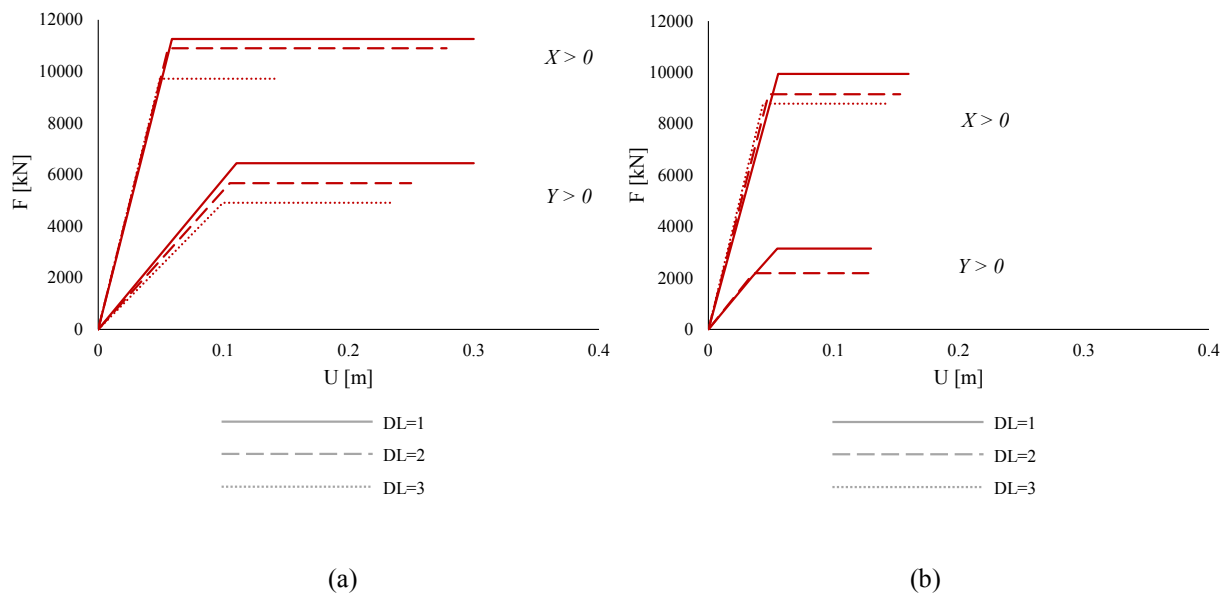 12000
10000
8000
6000
4000
2000
0
F [kN]
X > 0
Y > 0
0 0.1 0.2 0.3 0.4
U [m]
DL=1
DL=2
DL=3
(a)
12000
10000
8000
6000
4000
2000
0
F [kN]
X > 0
Y > 0
0 0.1 0.2 0.3 0.4
U [m]
DL=1
DL=2
DL=3
(b)